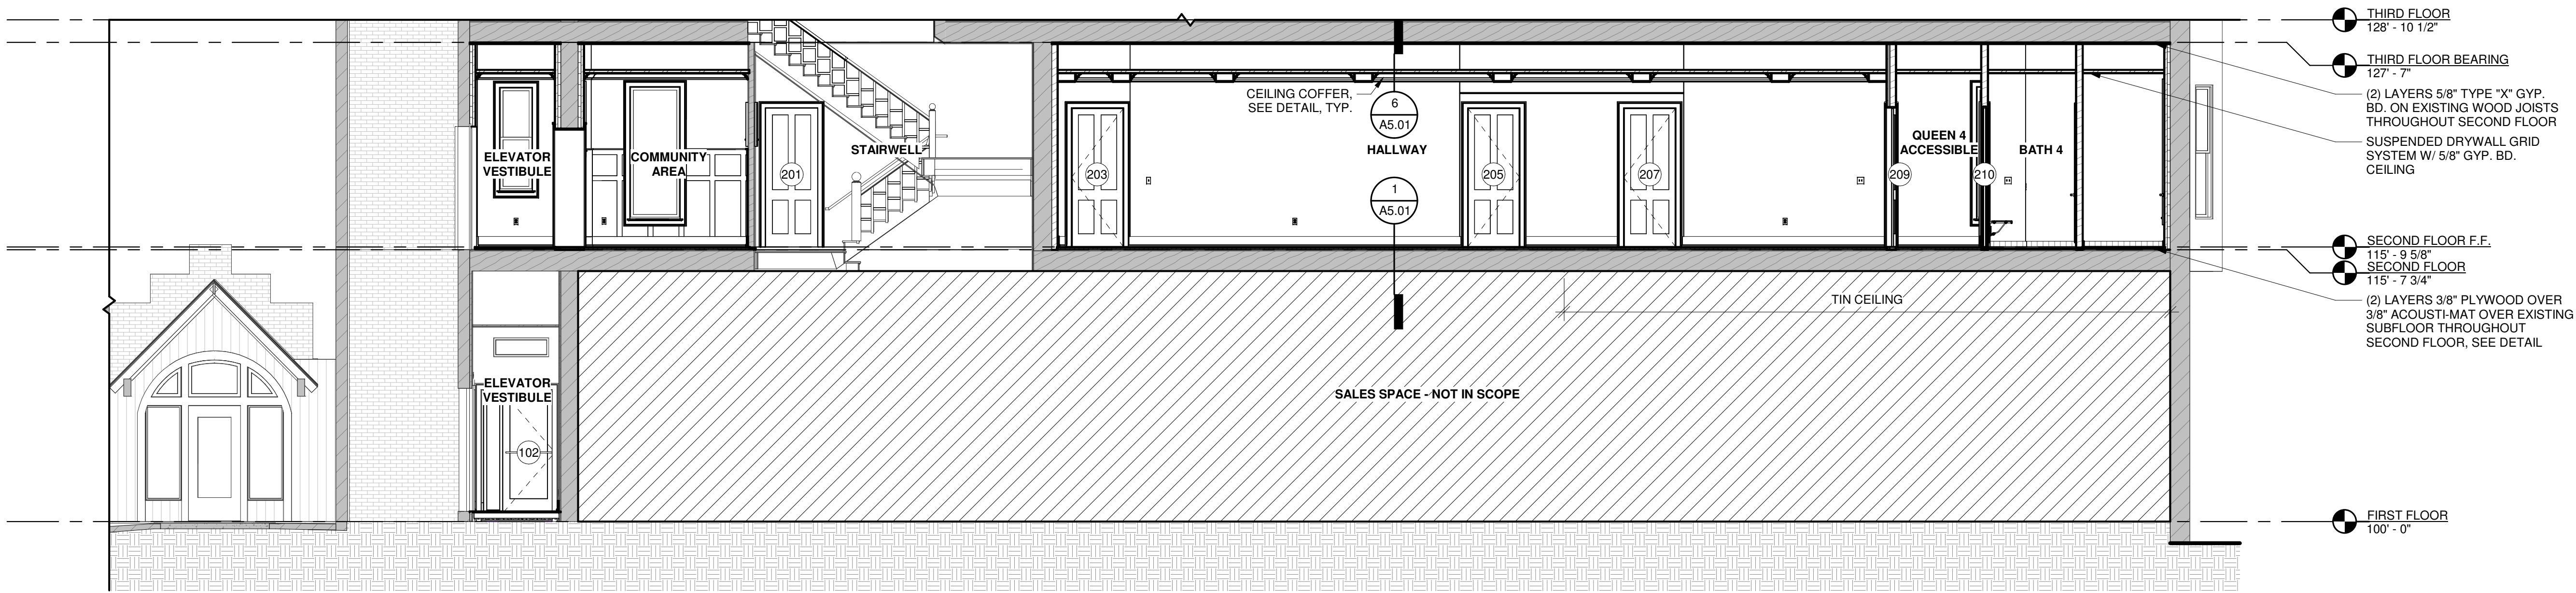 THIRD FLOOR
128' - 10 1/2"
THIRD FLOOR BEARING
127' - 7"
(2) LAYERS 5/8" TYPE "X" GYP.
BD. ON EXISTING WOOD JOISTS
THROUGHOUT SECOND FLOOR
SUSPENDED DRYWALL GRID
SYSTEM W/ 5/8" GYP. BD.
CEILING
CEILING COFFER,
SEE DETAIL, TYP.
6
A5.01
ELEVATOR
VESTIBULE
COMMUNITY
AREA
201
STAIRWELL
203
HALLWAY
205
207
QUEEN 4
ACCESSIBLE
209
210
BATH 4
1
A5.01
SECOND FLOOR F.F.
115' - 9 5/8"
SECOND FLOOR
115' - 7 3/4"
TIN CEILING
(2) LAYERS 3/8" PLYWOOD OVER
3/8" ACOUSTI-MAT OVER EXISTING
SUBFLOOR THROUGHOUT
SECOND FLOOR, SEE DETAIL
ELEVATOR
VESTIBULE
102
SALES SPACE - NOT IN SCOPE
FIRST FLOOR
100' - 0"